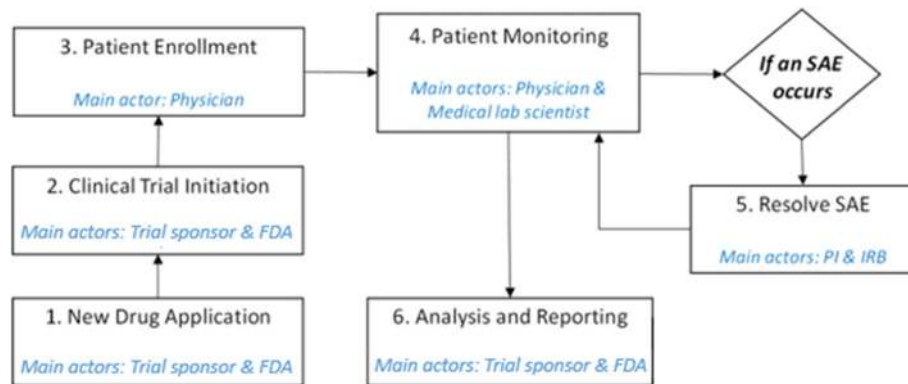 3. Patient Enrollment
Main actor: Physician
4. Patient Monitoring
Main actors: Physician &
Medical lab scientist
If an SAE
occurs
2. Clinical Trial Initiation
Main actors: Trial sponsor & FDA
5. Resolve SAE
Main actors: PI & IRB
1. New Drug Application
Main actors: Trial sponsor & FDA
6. Analysis and Reporting
Main actors: Trial sponsor & FDA